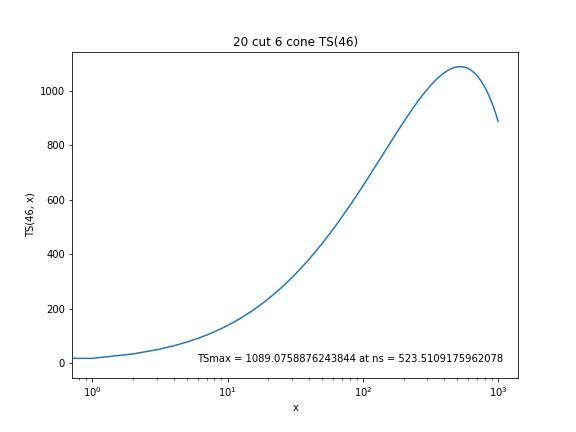 20 cut 6 cone TS(46)
TS(46, x)
1000
800
600
400
200
0
TSmax = 1089.0758876243844 at ns = 523.5109175962078
10⁰
10¹
10²
10³
x